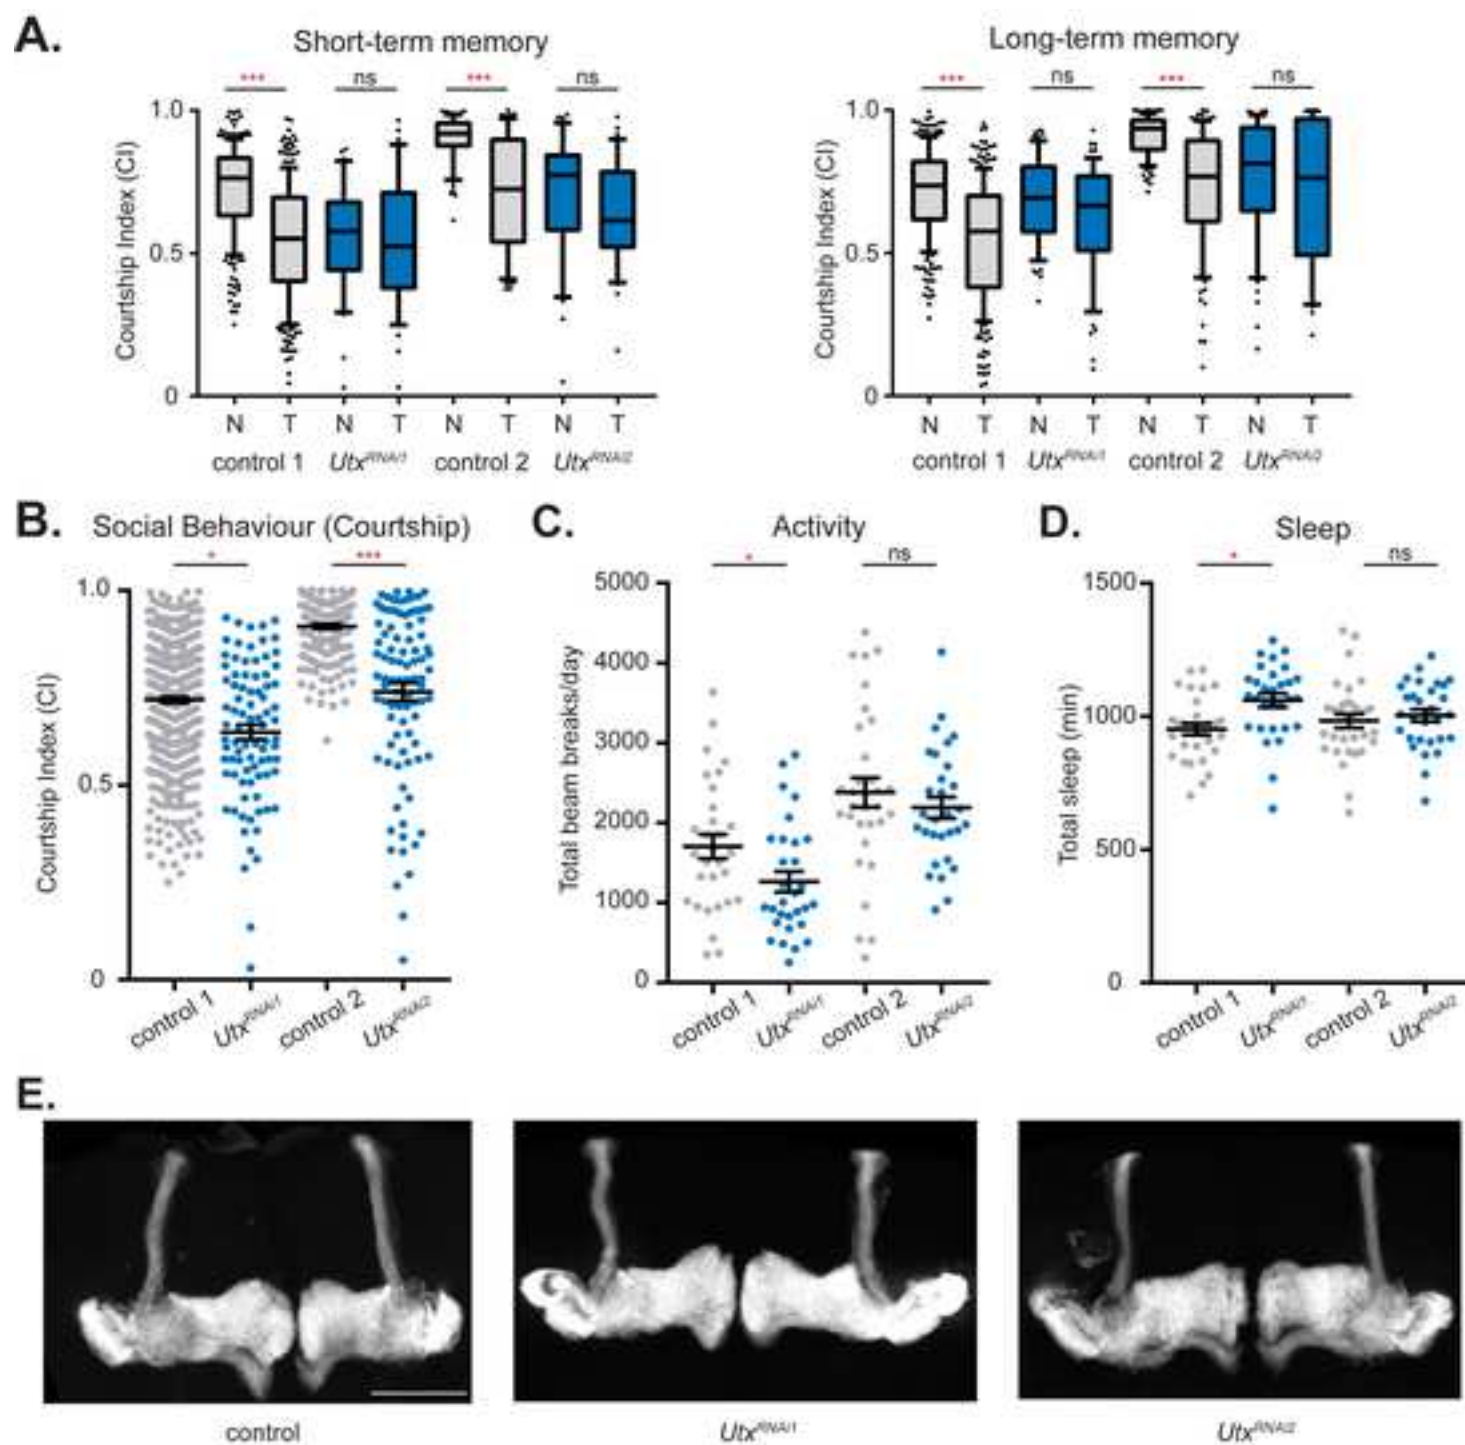 A.
Short-term memory
*** ns *** ns
Courtship Index (CI)
1.0
0.5
0
N T N T N T N T
control 1 Utx^RNAi1 control 2 Utx^RNAi2
Long-term memory
*** ns *** ns
Courtship Index (CI)
1.0
0.5
0
N T N T N T N T
control 1 Utx^RNAi1 control 2 Utx^RNAi2
B.
Social Behaviour (Courtship)
* ***
Courtship Index (CI)
1.0
0.5
0
control 1 Utx^RNAi1 control 2 Utx^RNAi2
C.
Activity
* ns
Total beam breaks/day
5000
4000
3000
2000
1000
0
control 1 Utx^RNAi1 control 2 Utx^RNAi2
D.
Sleep
* ns
Total sleep (min)
1500
1000
500
0
control 1 Utx^RNAi1 control 2 Utx^RNAi2
E.
control
Utx^RNAi1
Utx^RNAi2